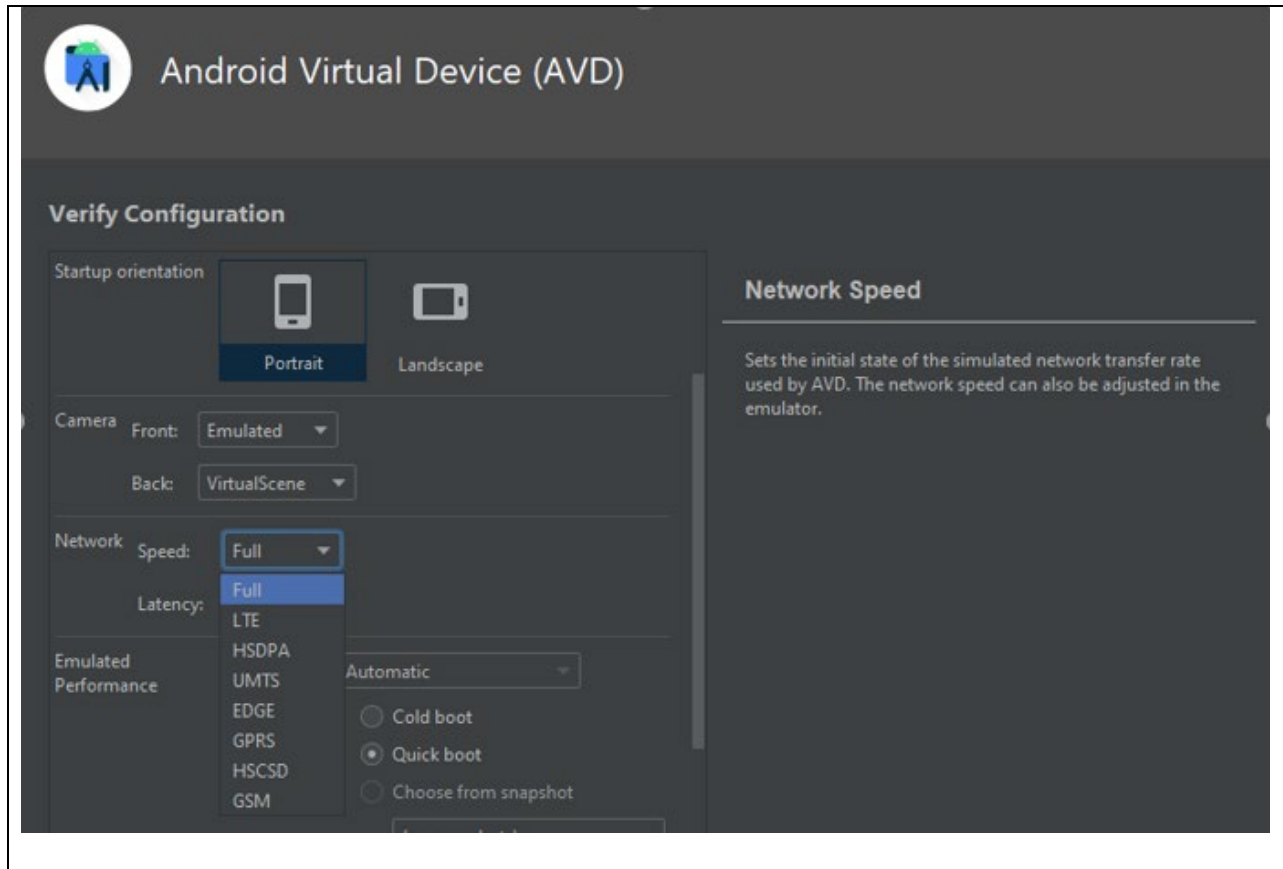 Android Virtual Device (AVD)
Verify Configuration
Startup orientation
Portrait
Landscape
Camera
Front:
Emulated
Back:
VirtualScene
Network
Speed:
Full
Full
LTE
HSDPA
UMTS
EDGE
GPRS
HSCSD
GSM
Latency:
Emulated
Performance
Automatic
Cold boot
Quick boot
Choose from snapshot
Network Speed
Sets the initial state of the simulated network transfer rate
used by AVD. The network speed can also be adjusted in the
emulator.